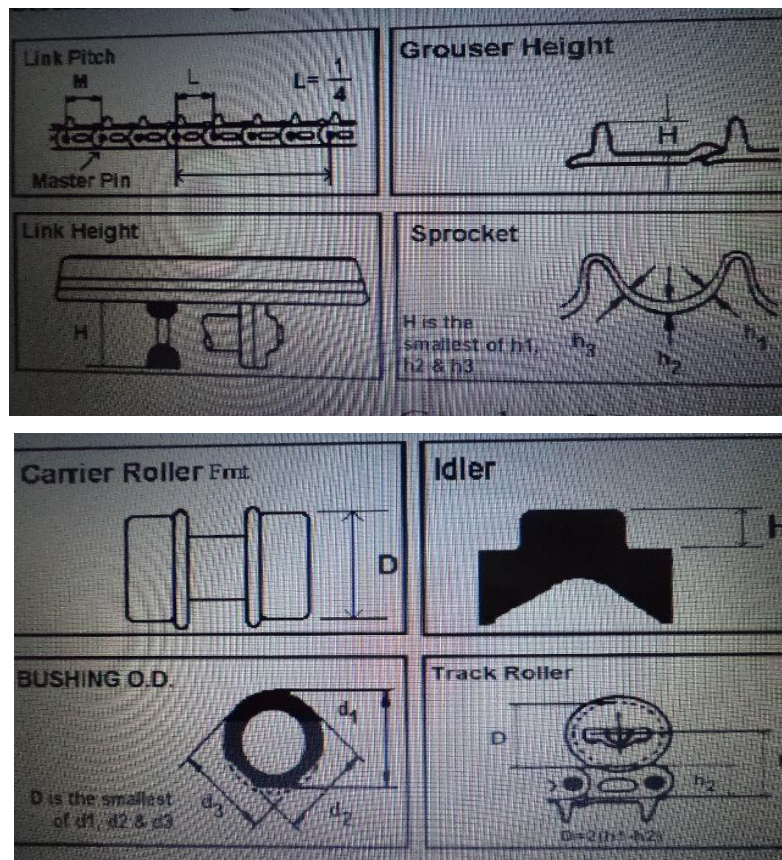 Link Pitch
M
L
L= 1
4
Master Pin
Grouser Height
H
Link Height
H
Sprocket
H is the
smallest of h1,
h2 & h3
h3
h2
h1
Carrier Roller Fmt
D
Idler
H
BUSHING O.D.
d1
D is the smallest
of d1, d2 & d3
d3
d2
Track Roller
D
h2